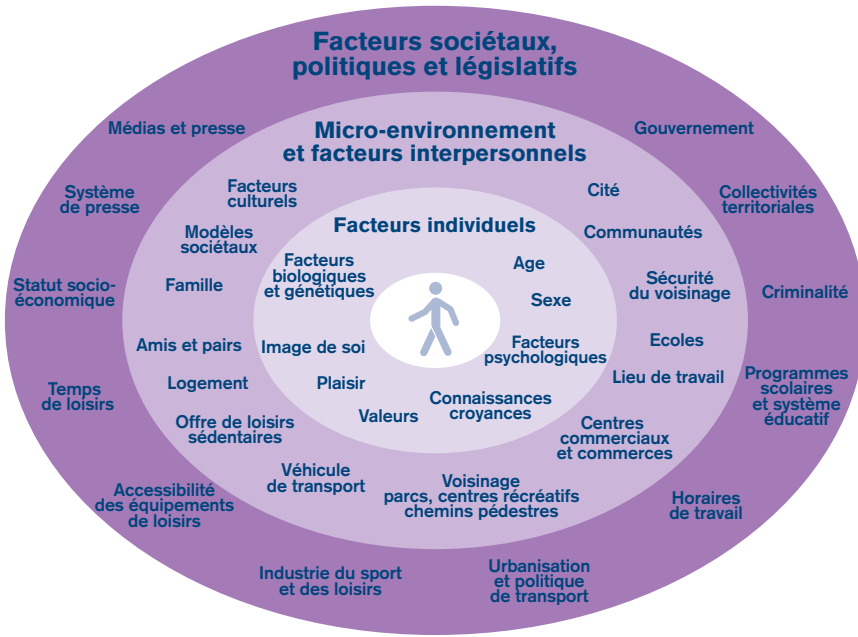 Facteurs sociétaux,
politiques et législatifs
Médias et presse
Gouvernement
Système
de presse
Collectivités
territoriales
Statut socio-
économique
Criminalité
Temps
de loisirs
Programmes
scolaires
et système
éducatif
Accessibilité
des équipements
de loisirs
Horaires
de travail
Industrie du sport
et des loisirs
Urbanisation
et politique
de transport
Micro-environnement
et facteurs interpersonnels
Facteurs
culturels
Cité
Modèles
sociétaux
Communautés
Famille
Sécurité
du voisinage
Amis et pairs
Ecoles
Logement
Lieu de travail
Offre de loisirs
sédentaires
Centres
commerciaux
et commerces
Véhicule
de transport
Voisinage
parcs, centres récréatifs
chemins pédestres
Facteurs individuels
Facteurs
biologiques
et génétiques
Age
Sexe
Image de soi
Facteurs
psychologiques
Plaisir
Valeurs
Connaissances
croyances